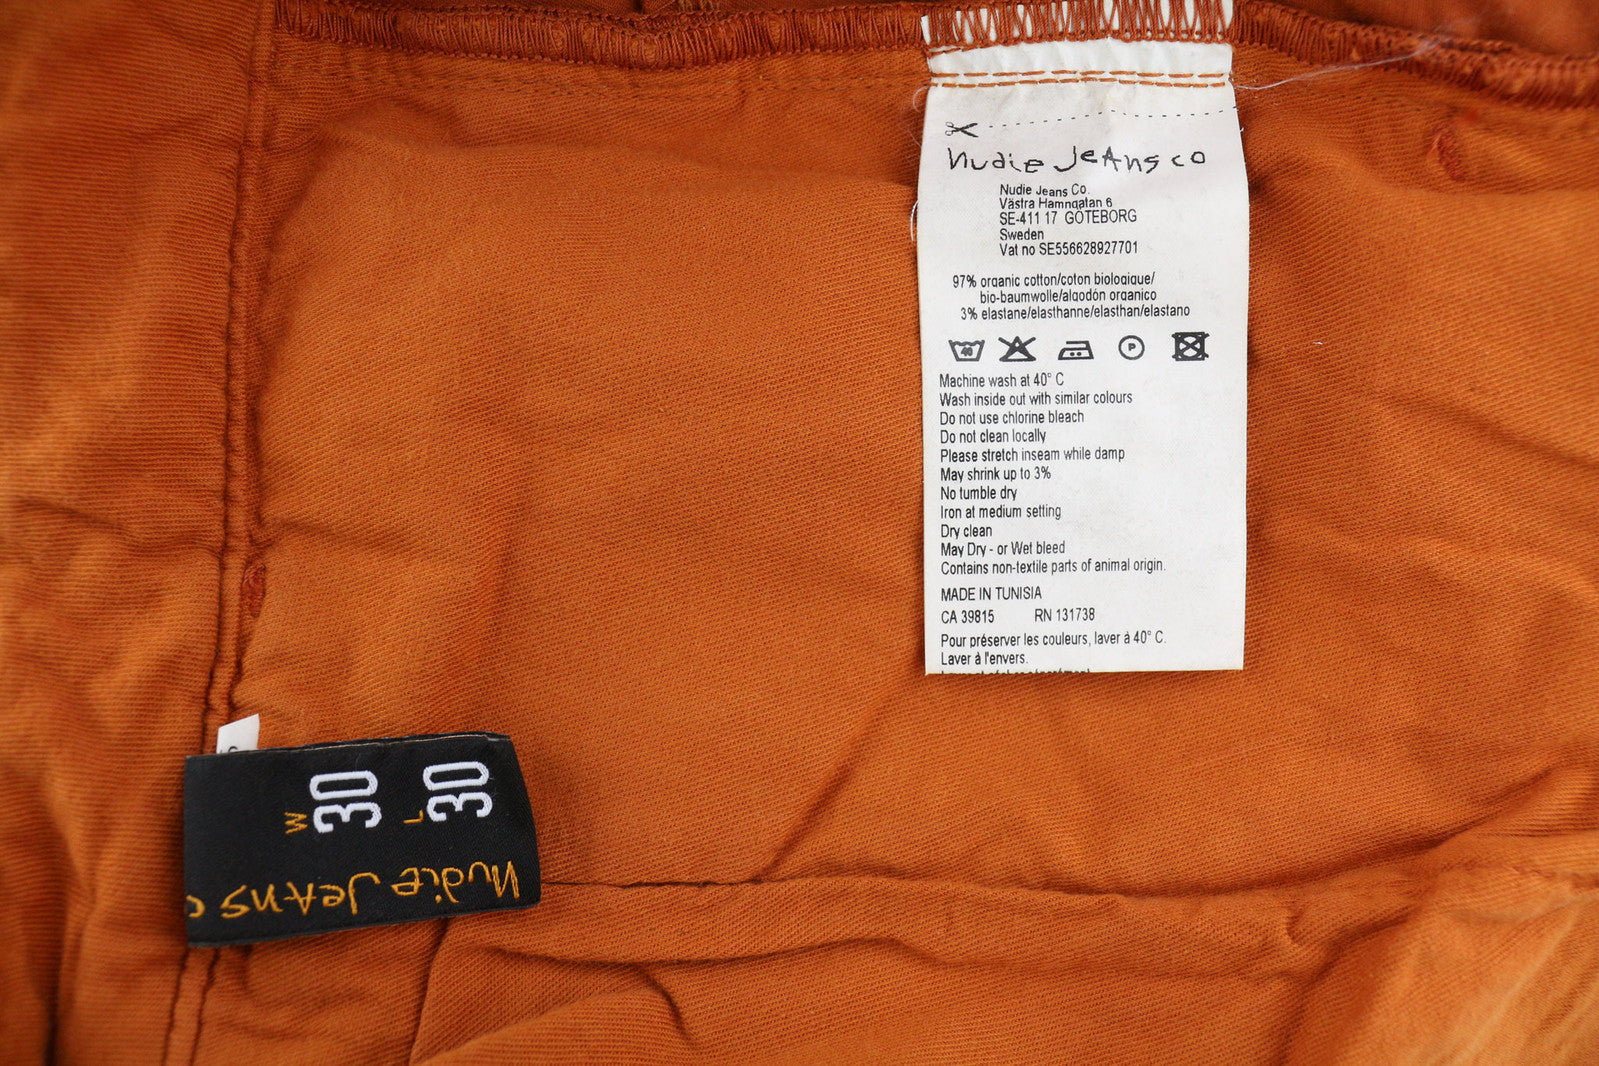 nudie Jeans co
Nudie Jeans Co.
Västra Hamngatan 6
SE-411 17 GÖTEBORG
Sweden
Vat no SE556628927701
97% organic cotton/coton biologique/
bio-baumwolle/algodón organico
3% elastane/elasthanne/elasthan/elastano
40
P
Machine wash at 40° C
Wash inside out with similar colours
Do not use chlorine bleach
Do not clean locally
Please stretch inseam while damp
May shrink up to 3%
No tumble dry
Iron at medium setting
Dry clean
May Dry - or Wet bleed
Contains non-textile parts of animal origin.
MADE IN TUNISIA
CA 39815 RN 131738
Pour préserver les couleurs, laver à 40° C.
Laver à l'envers.
W 30
L 30
nudie Jeans